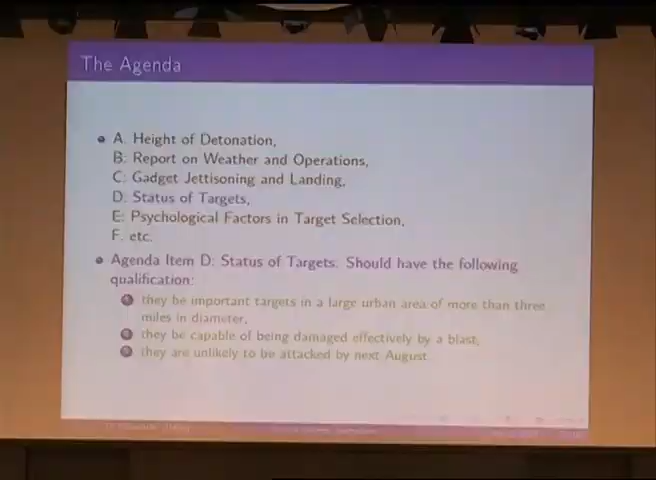 The Agenda
A. Height of Detonation,
B. Report on Weather and Operations,
C. Gadget Jettisoning and Landing,
D. Status of Targets,
E. Psychological Factors in Target Selection,
F. etc.
Agenda Item D: Status of Targets. Should have the following
qualification:
they be important targets in a large urban area of more than three
miles in diameter,
they be capable of being damaged effectively by a blast,
they are unlikely to be attacked by next August.